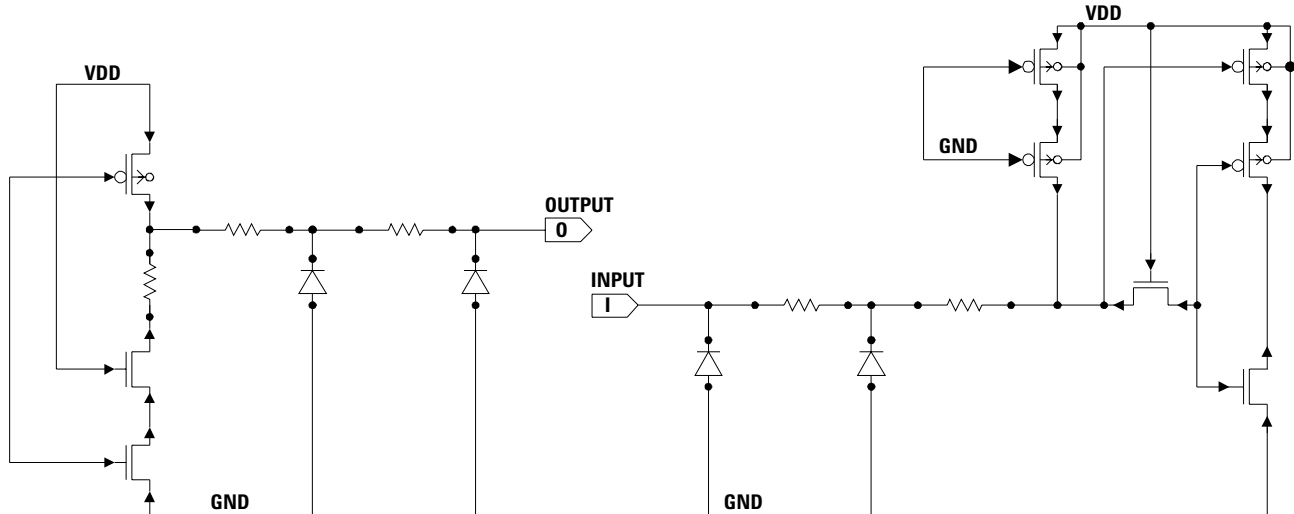 VDD
VDD
GND
OUTPUT
O
INPUT
I
GND
GND